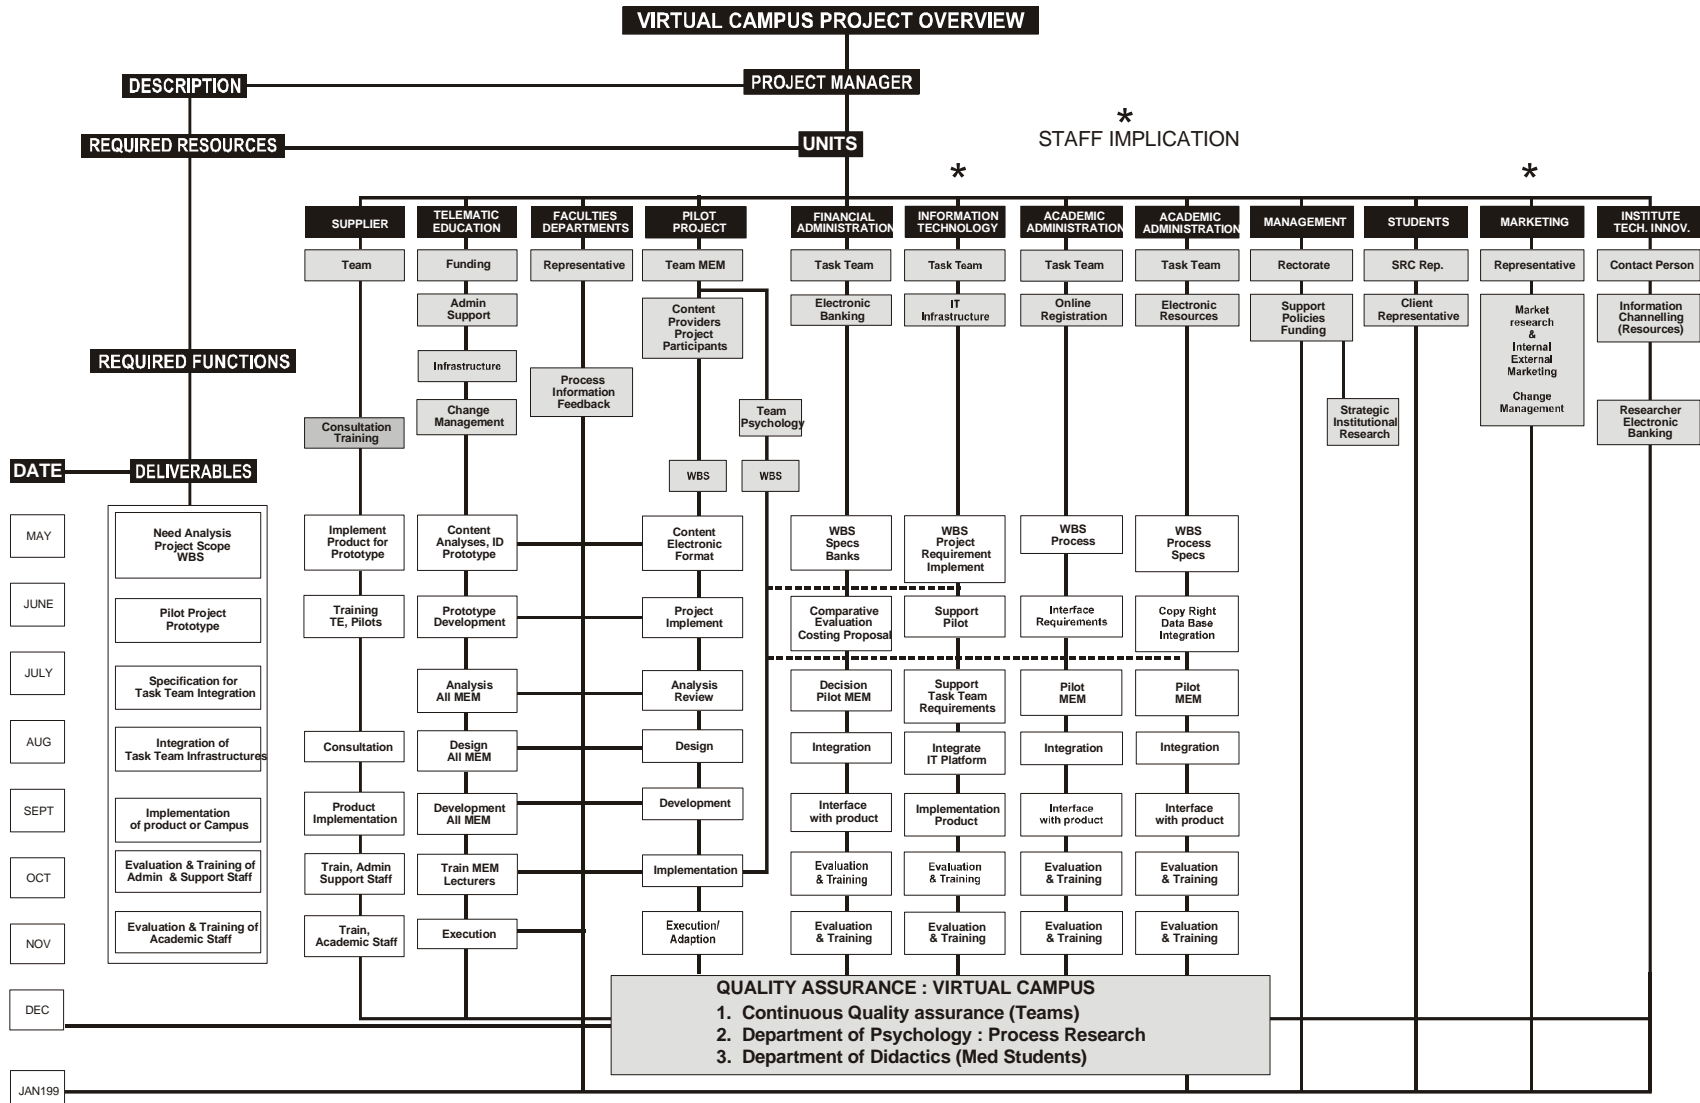 VIRTUAL CAMPUS PROJECT OVERVIEW
DESCRIPTION
PROJECT MANAGER
*
STAFF IMPLICATION
REQUIRED RESOURCES
UNITS
*
*
SUPPLIER
TELEMATIC
EDUCATION
FACULTIES
DEPARTMENTS
PILOT
PROJECT
FINANCIAL
ADMINISTRATION
INFORMATION
TECHNOLOGY
ACADEMIC
ADMINISTRATION
ACADEMIC
ADMINISTRATION
MANAGEMENT
STUDENTS
MARKETING
INSTITUTE
TECH. INNOV.
Team
Funding
Representative
Team MEM
Task Team
Task Team
Task Team
Task Team
Rectorate
SRC Rep.
Representative
Contact Person
Admin
Support
Content
Providers
Project
Participants
Electronic
Banking
IT
Infrastructure
Online
Registration
Electronic
Resources
Support
Policies
Funding
Client
Representative
Market
research
&
Internal
External
Marketing
Change
Management
Information
Channelling
(Resources)
REQUIRED FUNCTIONS
Infrastructure
Process
Information
Feedback
Consultation
Training
Change
Management
Team
Psychology
Strategic
Institutional
Research
Researcher
Electronic
Banking
DATE
DELIVERABLES
WBS
WBS
MAY
Need Analysis
Project Scope
WBS
Implement
Product for
Prototype
Content
Analyses, ID
Prototype
Content
Electronic
Format
WBS
Specs
Banks
WBS
Project
Requirement
Implement
WBS
Process
WBS
Process
Specs
JUNE
Pilot Project
Prototype
Training
TE, Pilots
Prototype
Development
Project
Implement
Comparative
Evaluation
Costing Proposal
Support
Pilot
Interface
Requirements
Copy Right
Data Base
Integration
JULY
Specification for
Task Team Integration
Analysis
All MEM
Analysis
Review
Decision
Pilot MEM
Support
Task Team
Requirements
Pilot
MEM
Pilot
MEM
AUG
Integration of
Task Team Infrastructures
Consultation
Design
All MEM
Design
Integration
Integrate
IT Platform
Integration
Integration
SEPT
Implementation
of product or Campus
Product
Implementation
Development
All MEM
Development
Interface
with product
Implementation
Product
Interface
with product
Interface
with product
OCT
Evaluation & Training of
Admin & Support Staff
Train, Admin
Support Staff
Train MEM
Lecturers
Implementation
Evaluation
& Training
Evaluation
& Training
Evaluation
& Training
Evaluation
& Training
NOV
Evaluation & Training of
Academic Staff
Train,
Academic Staff
Execution
Execution/
Adaption
Evaluation
& Training
Evaluation
& Training
Evaluation
& Training
Evaluation
& Training
DEC
QUALITY ASSURANCE : VIRTUAL CAMPUS
1. Continuous Quality assurance (Teams)
2. Department of Psychology : Process Research
3. Department of Didactics (Med Students)
JAN199